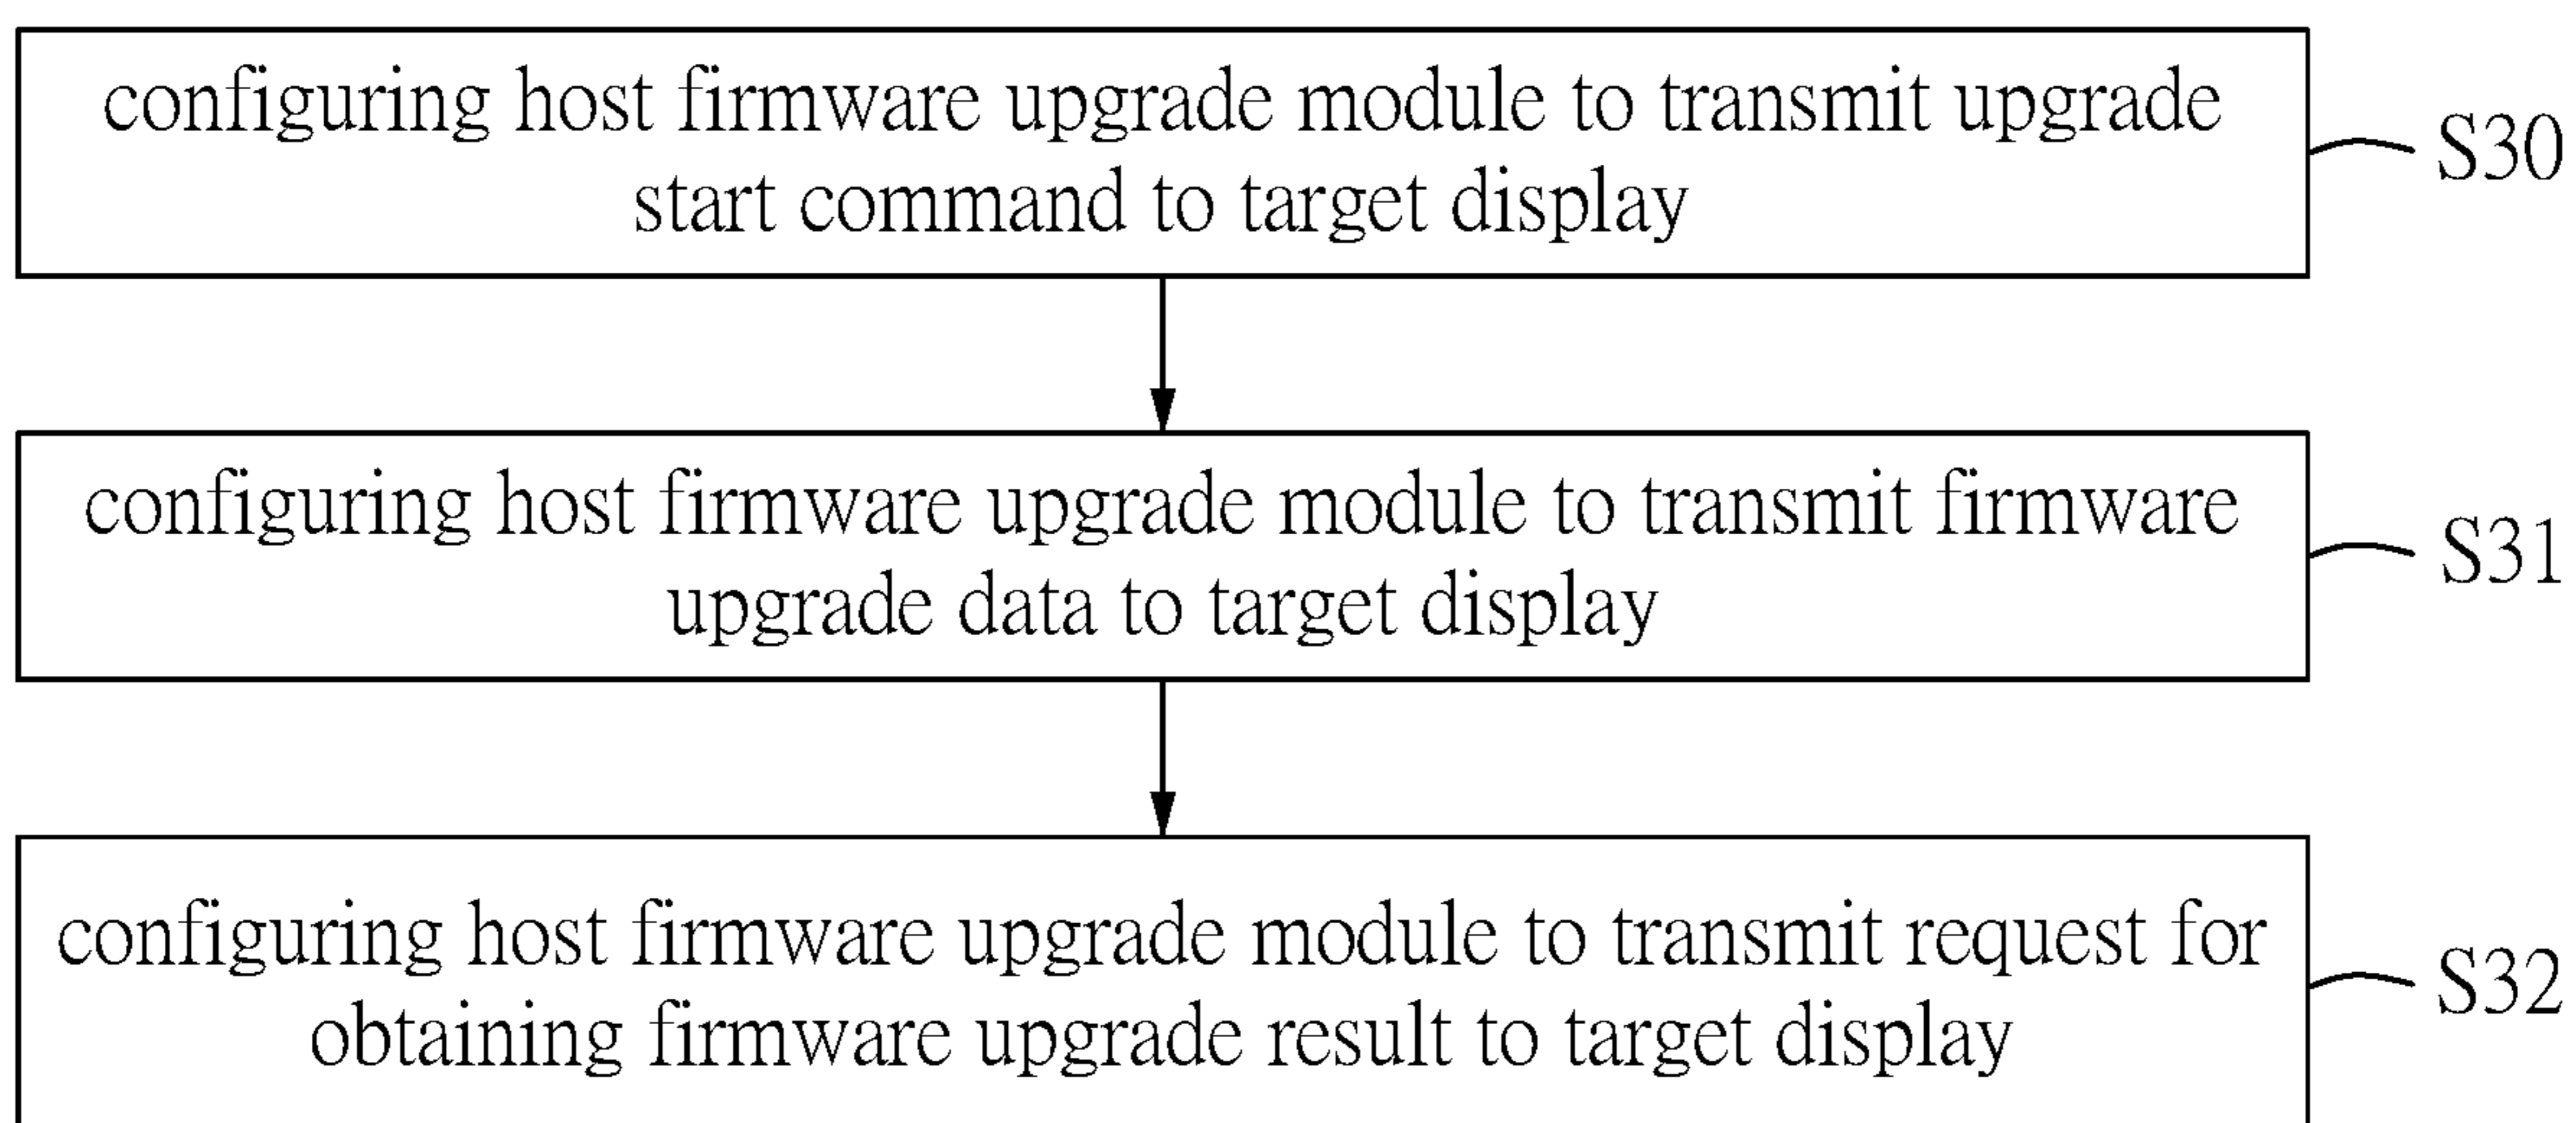 configuring host firmware upgrade module to transmit upgrade
start command to target display
S30
configuring host firmware upgrade module to transmit firmware
upgrade data to target display
S31
configuring host firmware upgrade module to transmit request for
obtaining firmware upgrade result to target display
S32